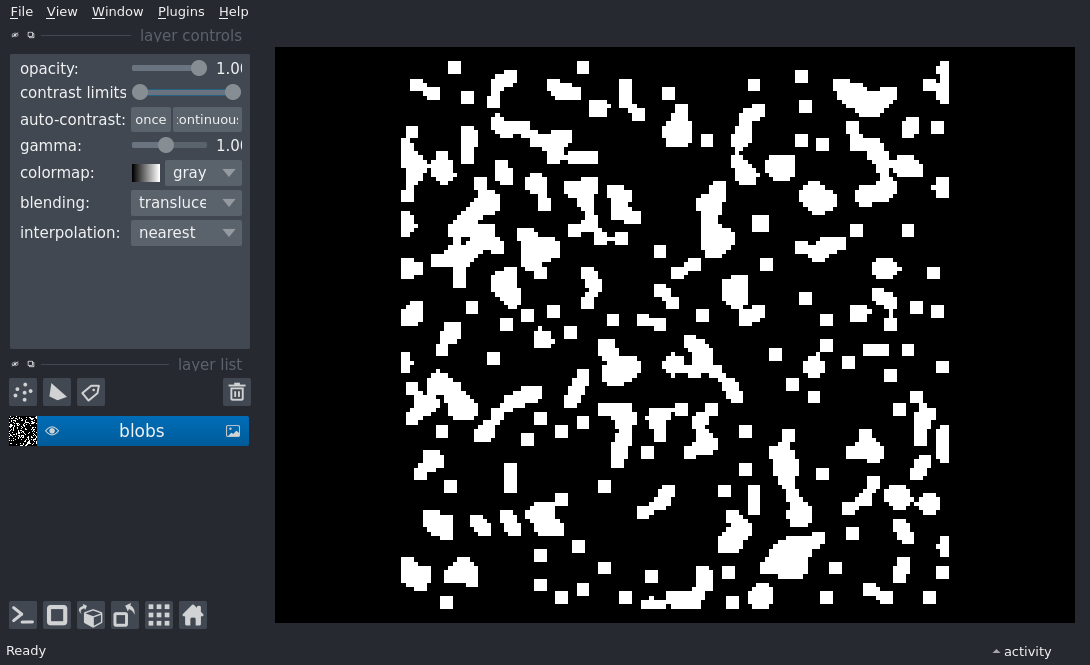 File View Window Plugins Help
layer controls
opacity: 1.0
contrast limits
auto-contrast: once continuous
gamma: 1.0
colormap: gray
blending: transluce
interpolation: nearest
layer list
blobs
Ready
activity